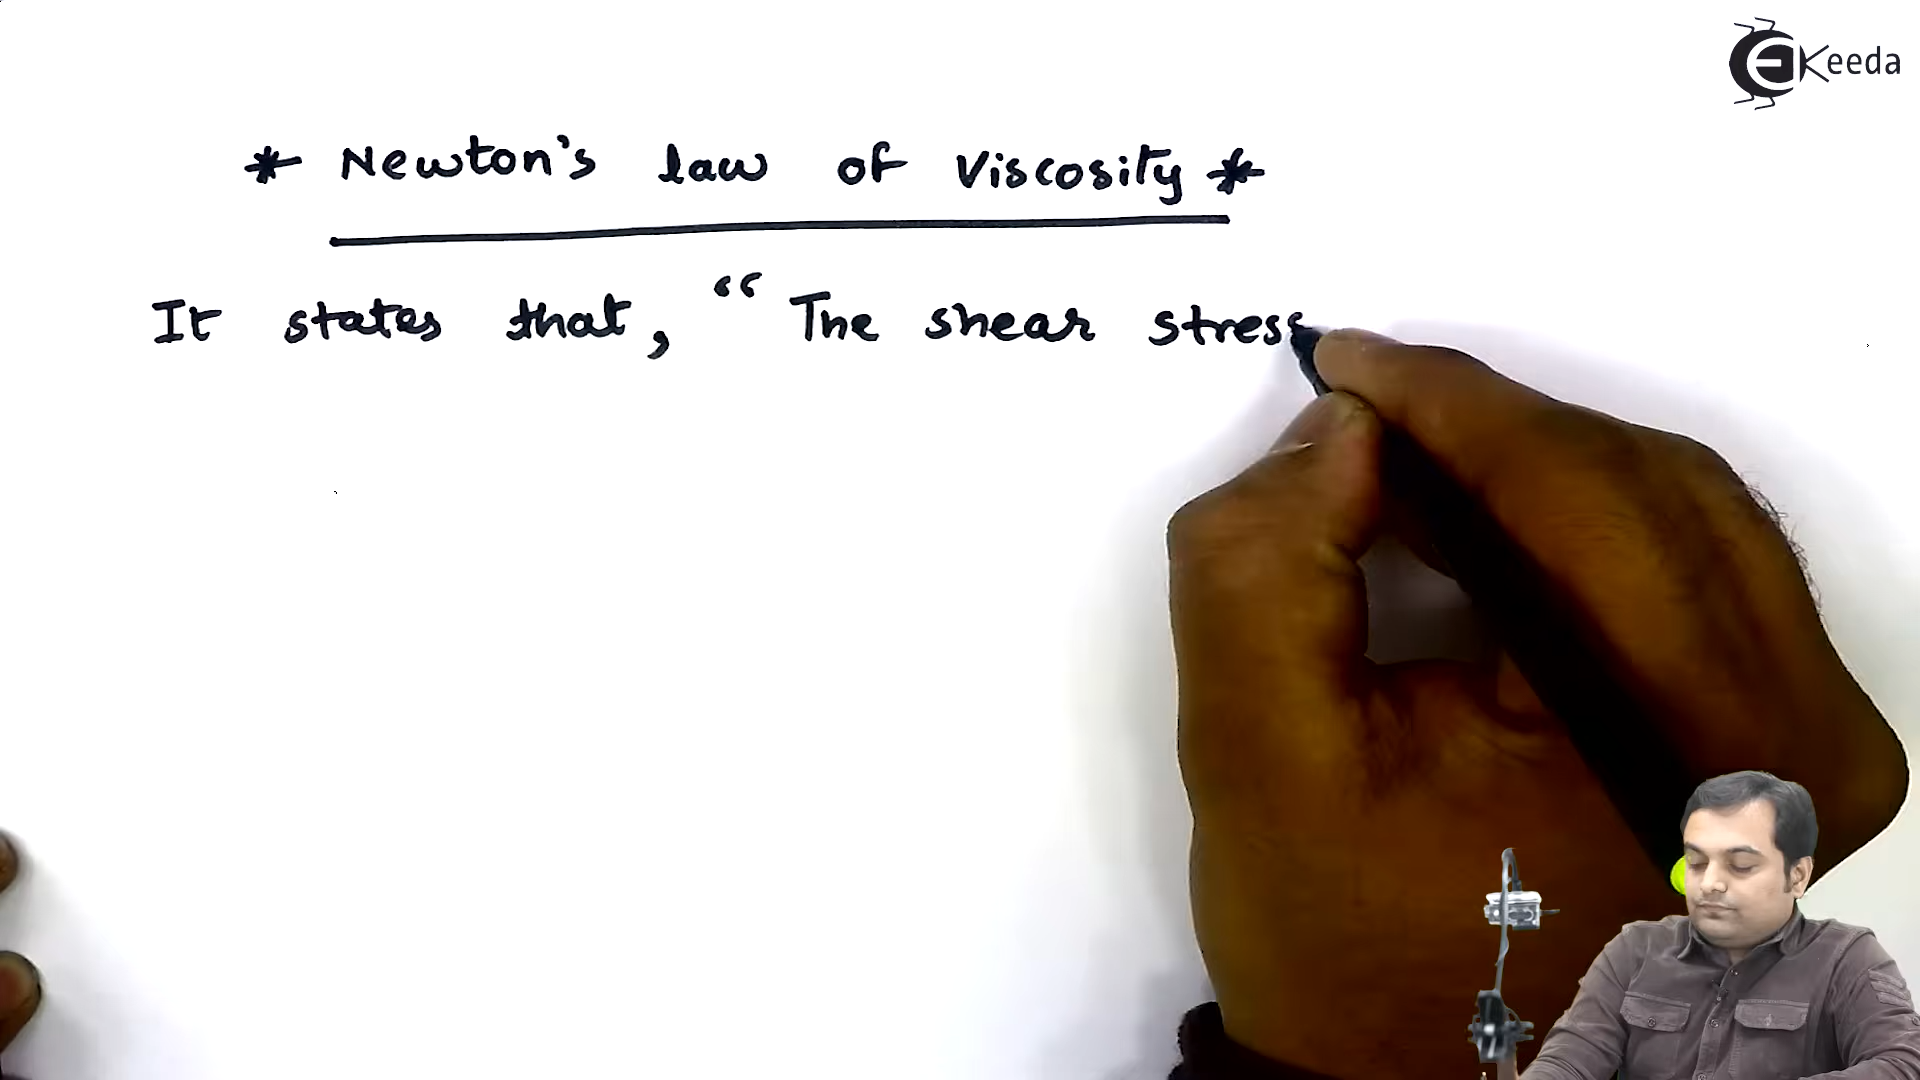 EKeeda
* Newton's law of Viscosity *
It states that, “ The shear stress